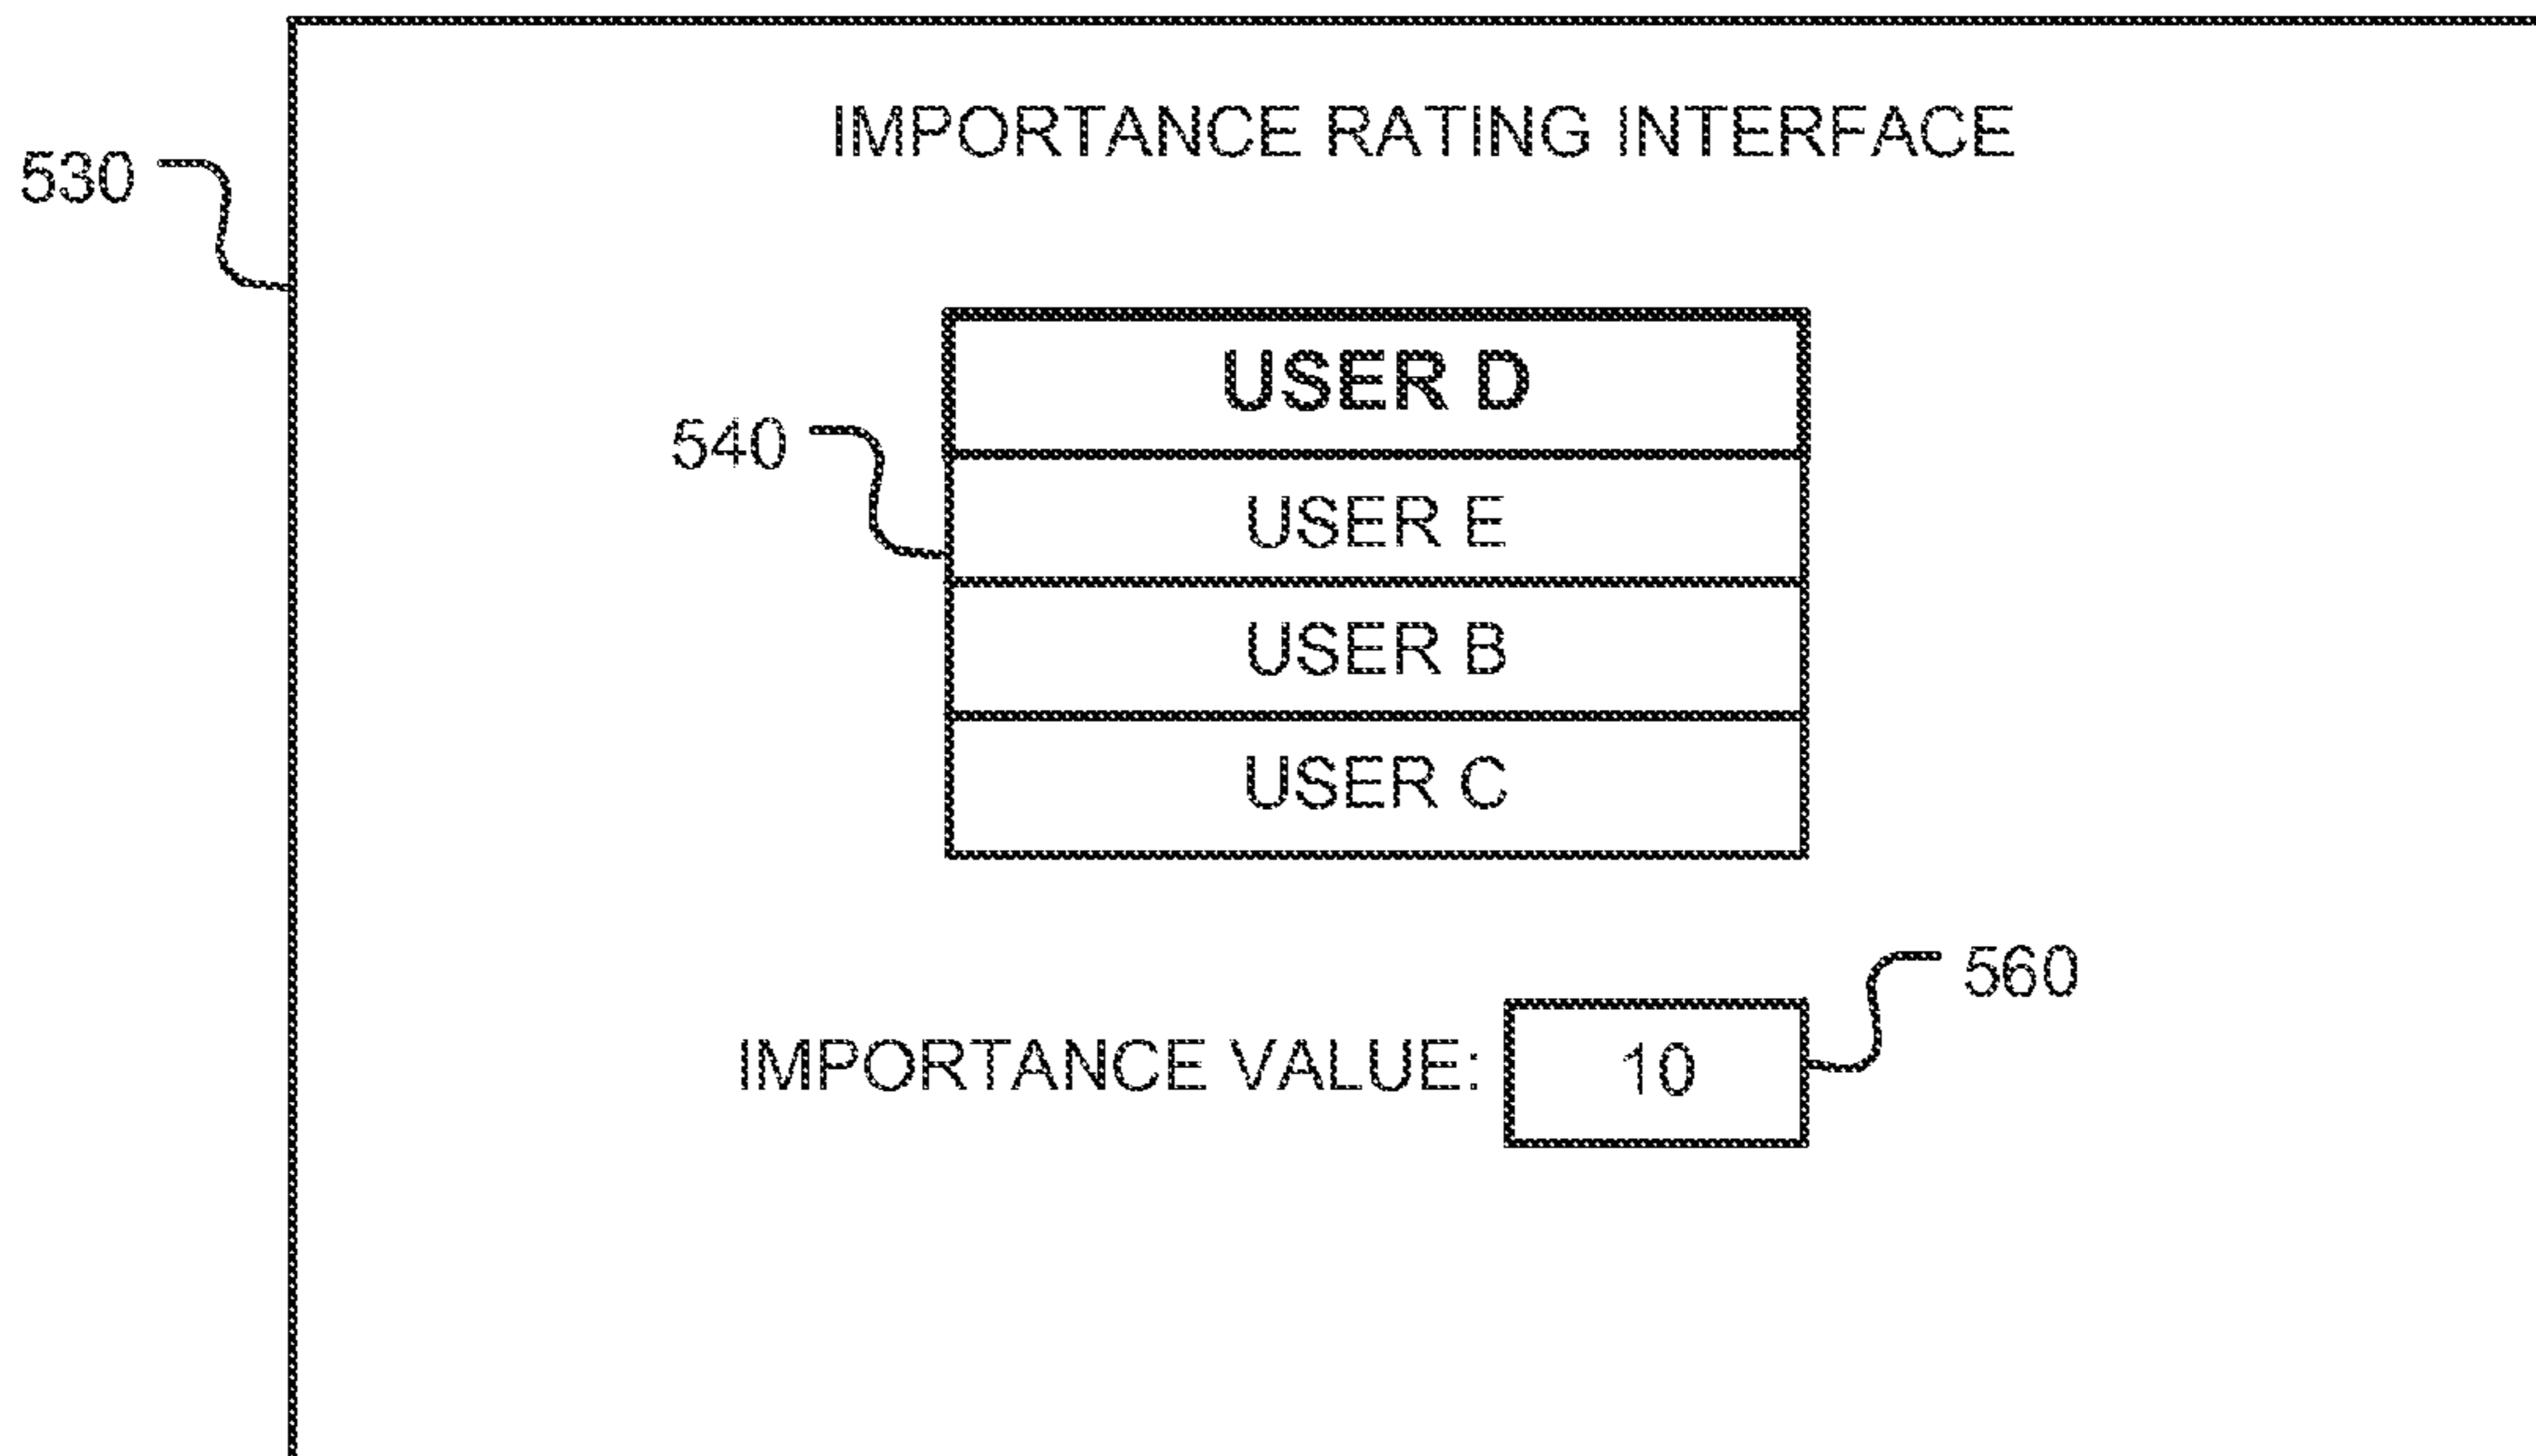 IMPORTANCE RATING INTERFACE
530
USER D
540
USER E
USER B
USER C
560
IMPORTANCE VALUE: 10